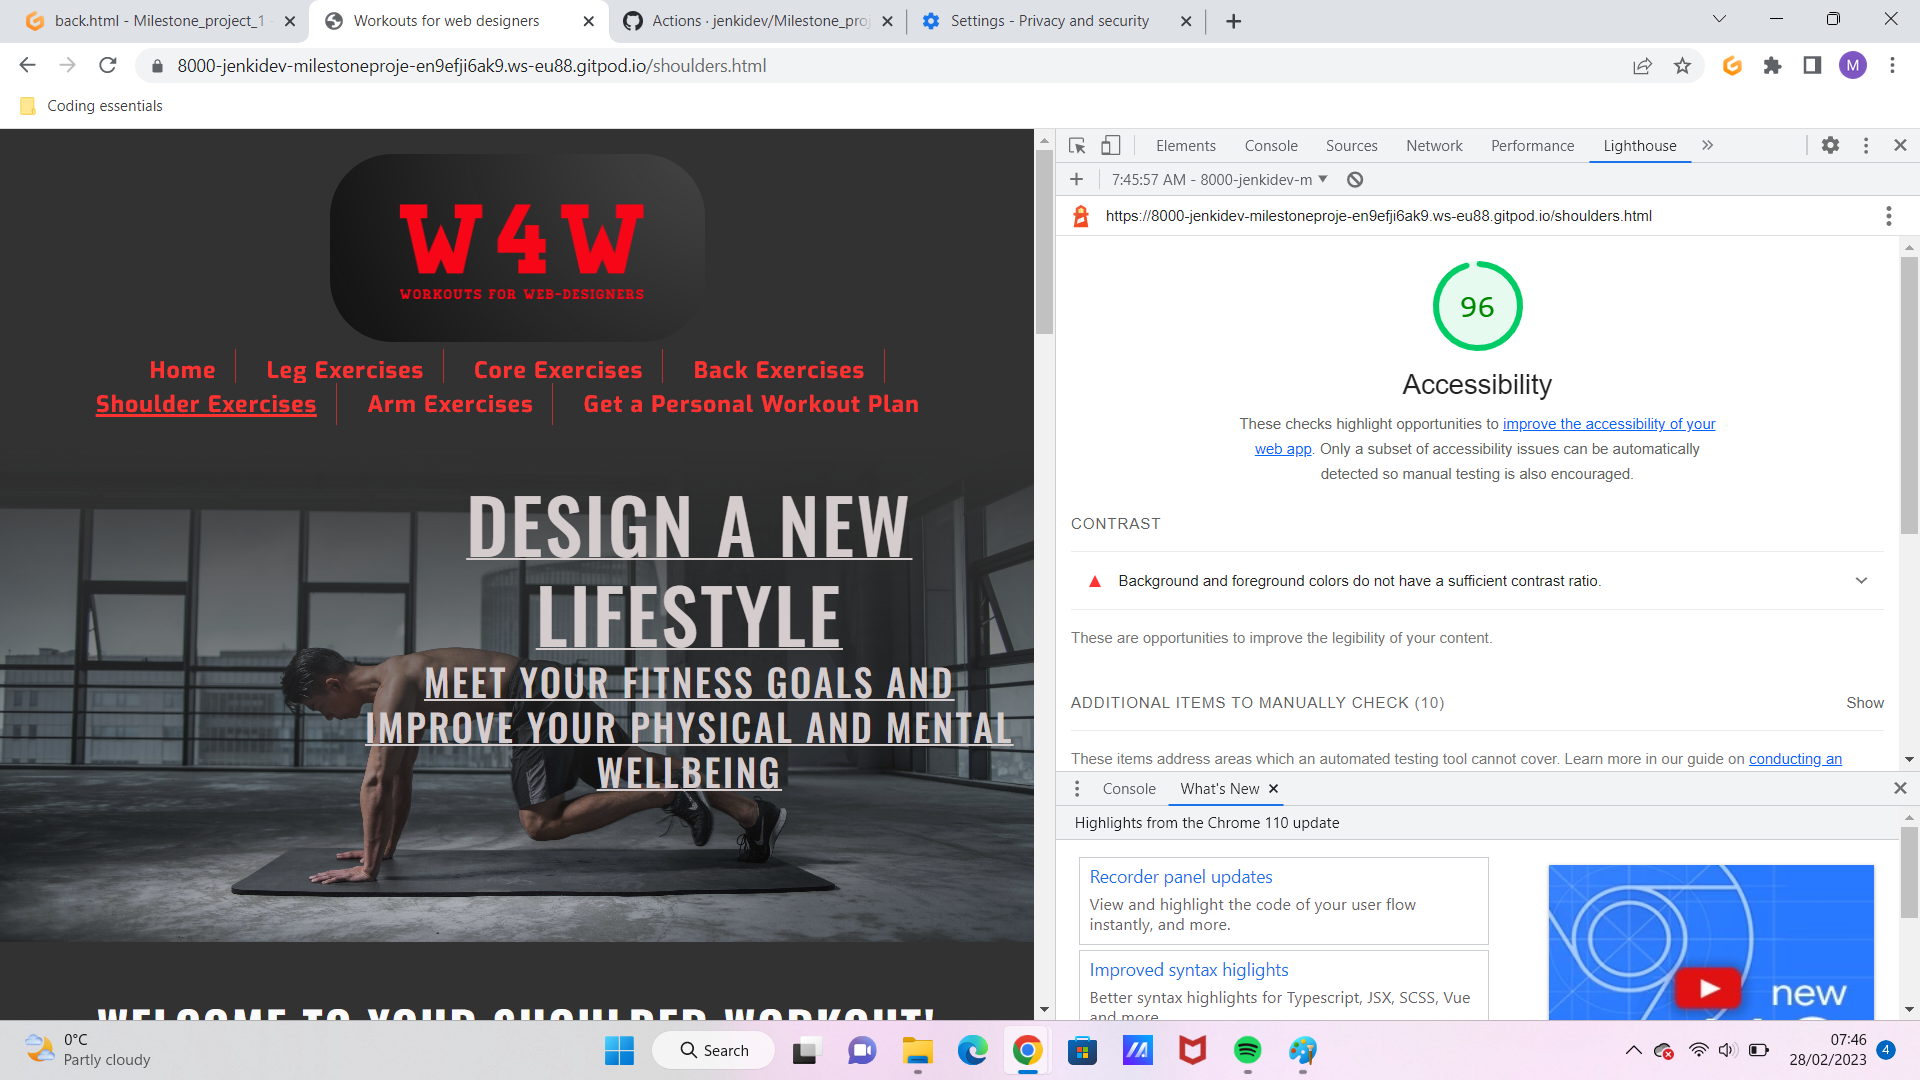 back.html - Milestone_project_1 -
Workouts for web designers
Actions · jenkidev/Milestone_proj
Settings - Privacy and security
8000-jenkidev-milestoneproje-en9efji6ak9.ws-eu88.gitpod.io/shoulders.html
M
Coding essentials
W4W
WORKOUTS FOR WEB-DESIGNERS
Home
Leg Exercises
Core Exercises
Back Exercises
Shoulder Exercises
Arm Exercises
Get a Personal Workout Plan
DESIGN A NEW
LIFESTYLE
MEET YOUR FITNESS GOALS AND
IMPROVE YOUR PHYSICAL AND MENTAL
WELLBEING
WELCOME TO YOUR SHOULDER WORKOUT!
Elements
Console
Sources
Network
Performance
Lighthouse
7:45:57 AM - 8000-jenkidev-m
https://8000-jenkidev-milestoneproje-en9efji6ak9.ws-eu88.gitpod.io/shoulders.html
96
Accessibility
These checks highlight opportunities to improve the accessibility of your
web app. Only a subset of accessibility issues can be automatically
detected so manual testing is also encouraged.
CONTRAST
Background and foreground colors do not have a sufficient contrast ratio.
These are opportunities to improve the legibility of your content.
ADDITIONAL ITEMS TO MANUALLY CHECK (10)
Show
These items address areas which an automated testing tool cannot cover. Learn more in our guide on conducting an
Console
What's New
Highlights from the Chrome 110 update
Recorder panel updates
View and highlight the code of your user flow
instantly, and more.
Improved syntax higlights
Better syntax highlights for Typescript, JSX, SCSS, Vue
and more
new
0°C
Partly cloudy
Search
07:46
28/02/2023
4